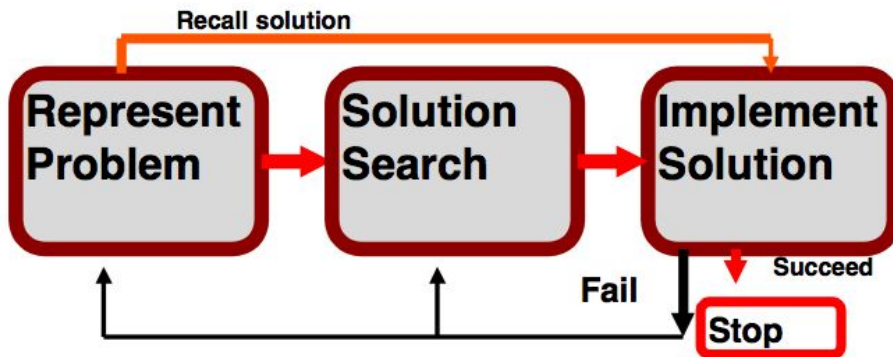 Recall solution
Represent
Problem
Solution
Search
Implement
Solution
Fail
Succeed
Stop